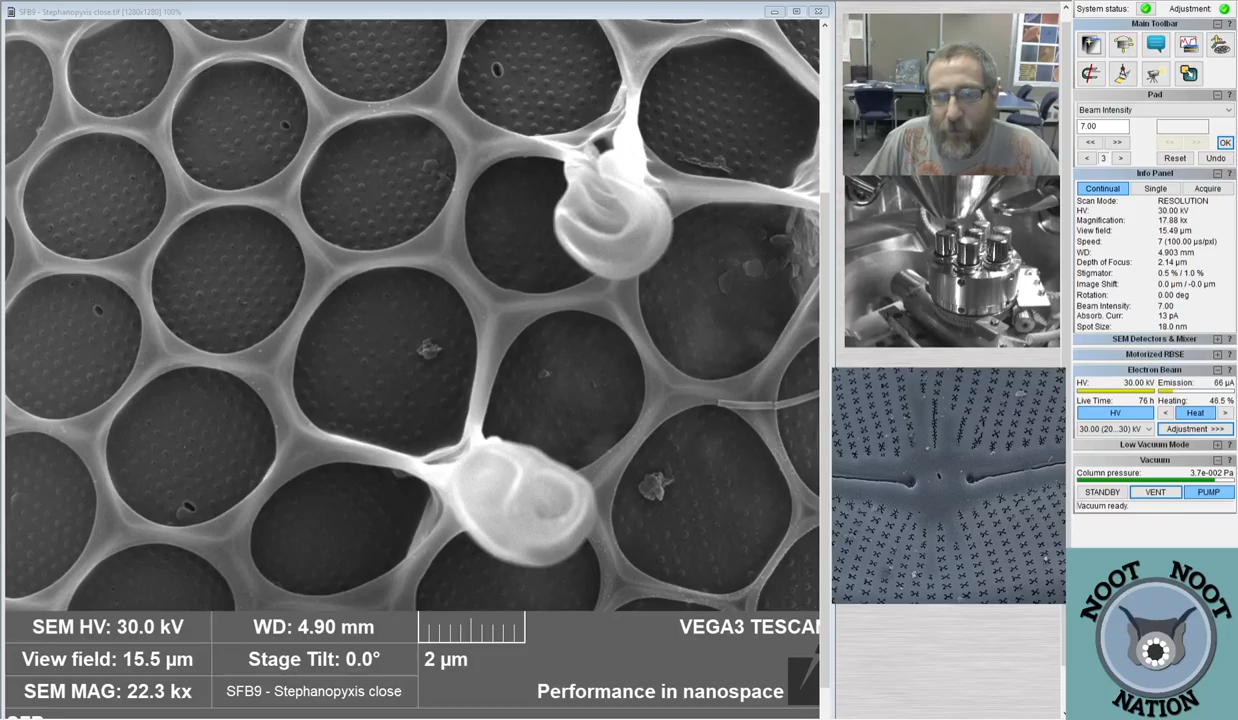 SFB9 - Stephanopyxis close.tif [1280x1280] 100%
SEM HV: 30.0 kV
WD: 4.90 mm
VEGA3 TESCA
View field: 15.5 µm
Stage Tilt: 0.0°
2 µm
SEM MAG: 22.3 kx
SFB9 - Stephanopyxis close
Performance in nanospace
System status:
Adjustment:
Main Toolbar
Pad
Beam Intensity
7.00
<< >>
<< >>
OK
< 3 >
Reset
Undo
Info Panel
Continual
Single
Acquire
Scan Mode: RESOLUTION
HV: 30.00 kV
Magnification: 17.88 kx
View field: 15.49 µm
Speed: 7 (100.00 µs/pxl)
WD: 4.903 mm
Depth of Focus: 2.14 µm
Stigmator: 0.5 % / 1.0 %
Image Shift: 0.0 µm / -0.0 µm
Rotation: 0.00 deg
Beam Intensity: 7.00
Absorb. Curr: 13 pA
Spot Size: 18.0 nm
SEM Detectors & Mixer
Motorized RBSE
Electron Beam
HV: 30.00 kV Emission: 66 µA
Live Time: 76 h Heating: 46.5 %
HV
< Heat >
30.00 (20...30) kV
Adjustment >>>
Low Vacuum Mode
Vacuum
Column pressure: 3.7e-002 Pa
STANDBY
VENT
PUMP
Vacuum ready.
NOOT NOOT
NATION